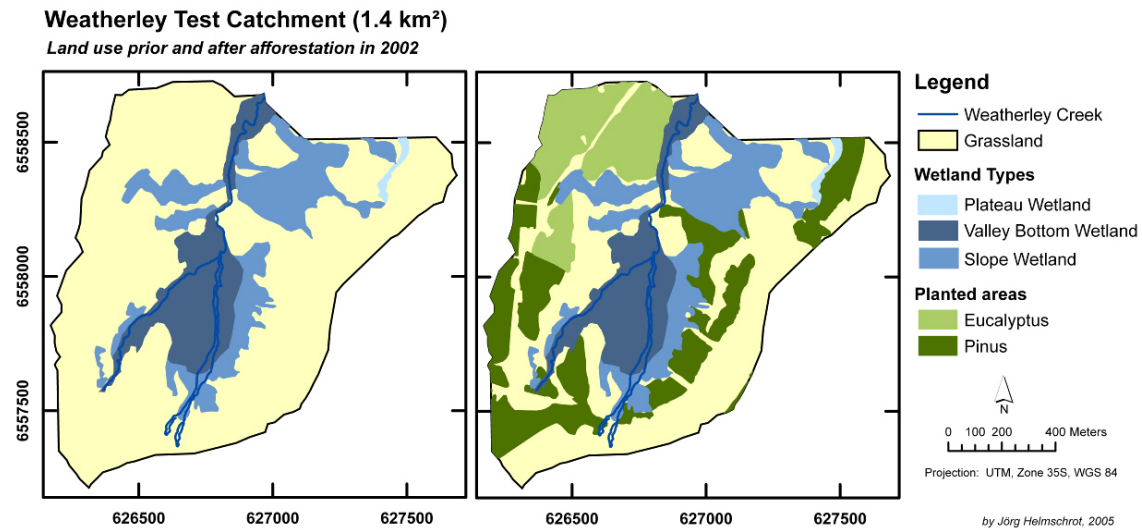 Weatherley Test Catchment (1.4 km²)
Land use prior and after afforestation in 2002
6558500
6558000
6557500
626500
627000
627500
626500
627000
627500
Legend
Weatherley Creek
Grassland
Wetland Types
Plateau Wetland
Valley Bottom Wetland
Slope Wetland
Planted areas
Eucalyptus
Pinus
N
0 100 200 400 Meters
Projection: UTM, Zone 35S, WGS 84
by Jörg Helmschrot, 2005